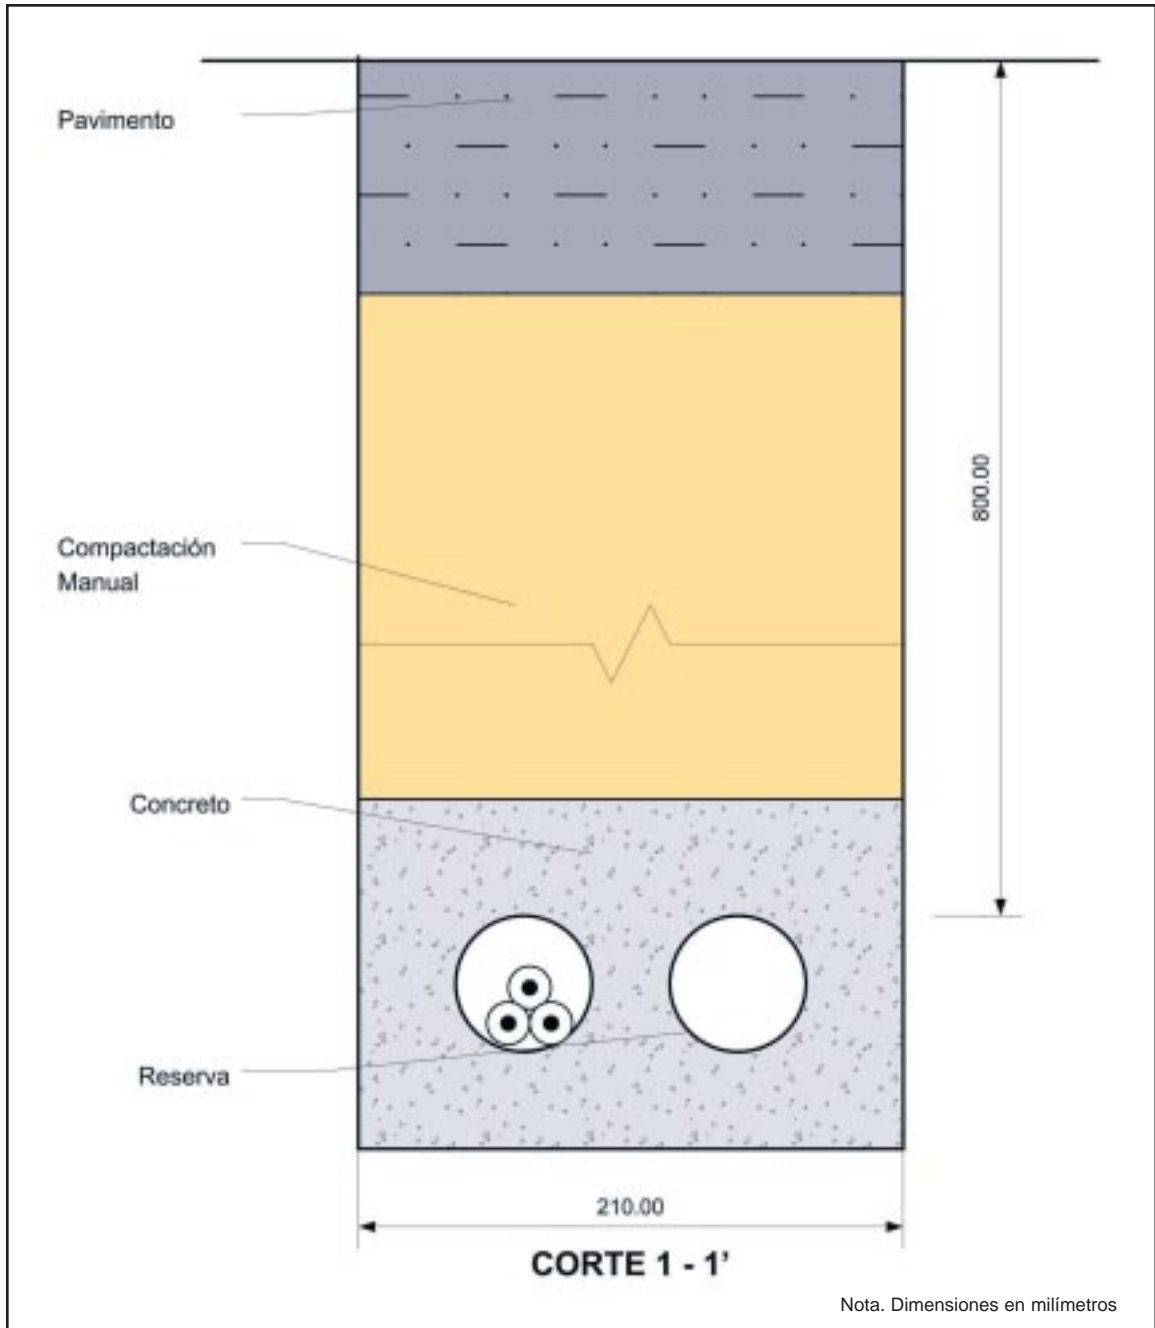 Pavimento
800.00
Compactación
Manual
Concreto
Reserva
210.00
CORTE 1 - 1’
Nota. Dimensiones en milímetros